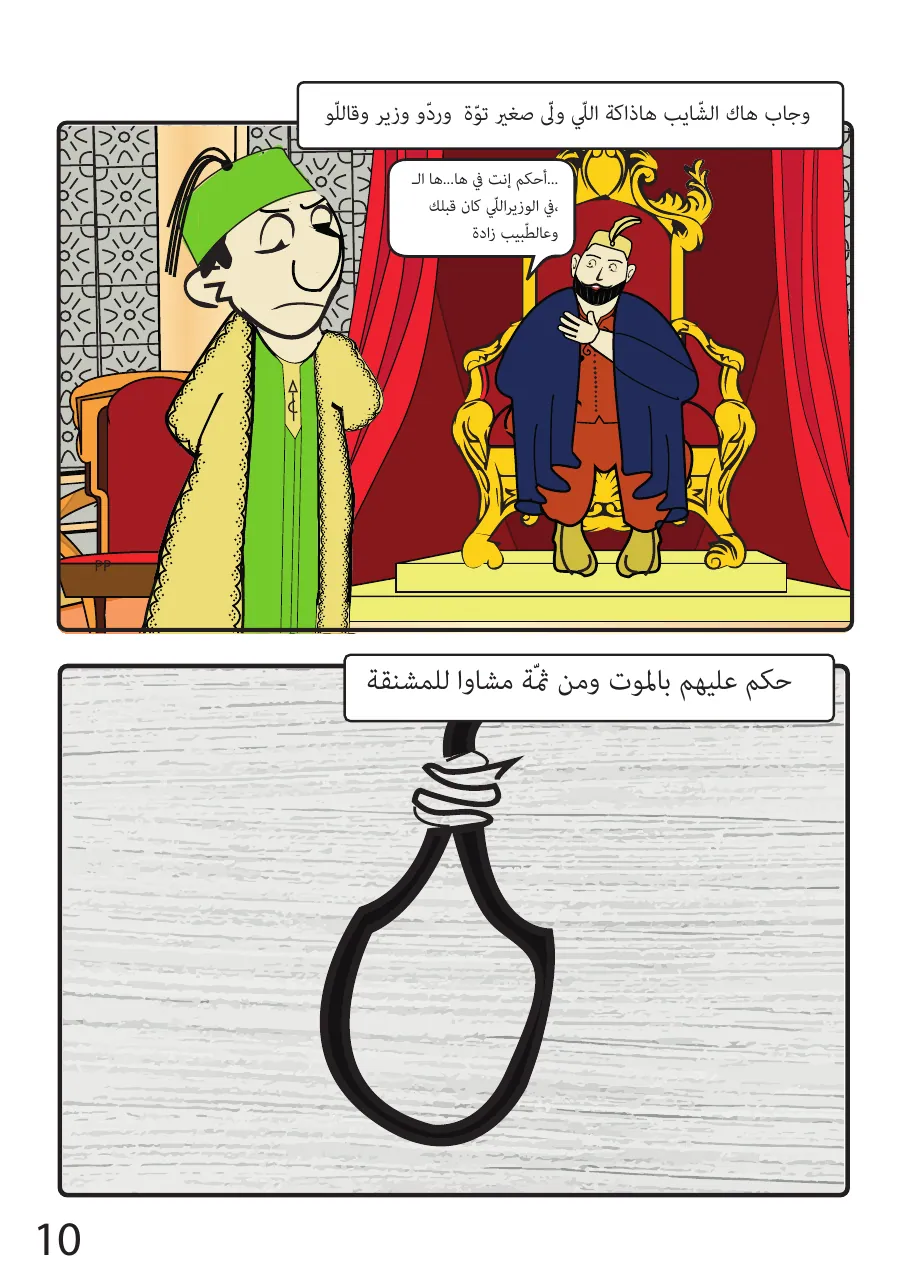 وجاب هاك الشّايب هاذاكة اللّي ولّى صغير توّة وردّو وزير وقاللّو
...أحكم إنت في ها...ها الـ
،في الوزيراللّي كان قبلك
وعالطّبيب زادة
PP
حكم عليهم بالموت ومن ثمّة مشاوا للمشنقة
10